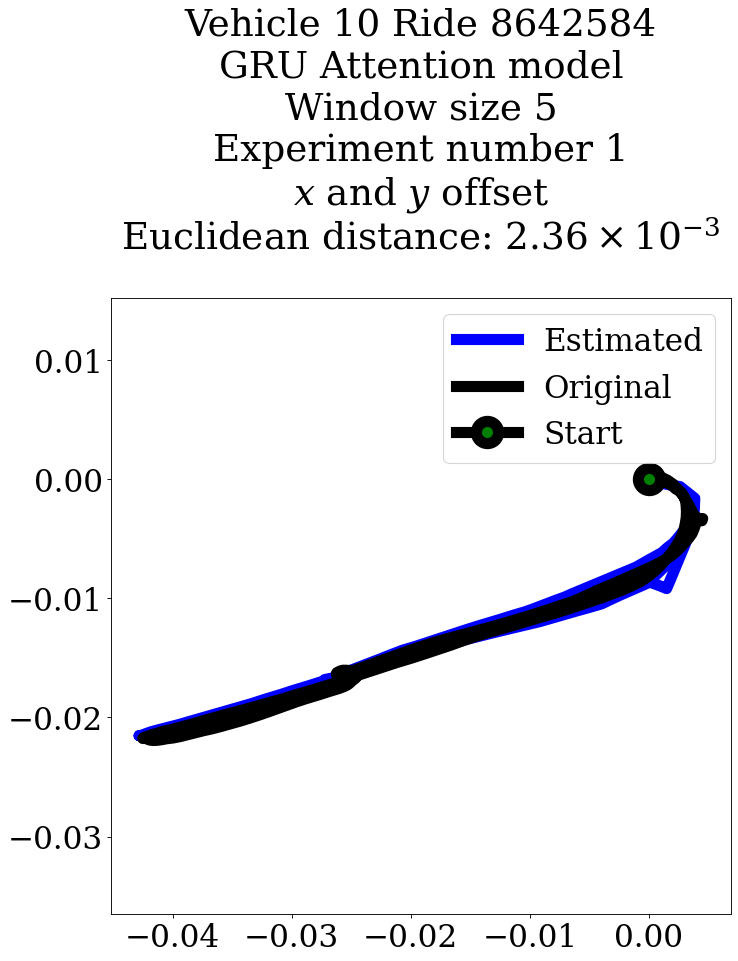 Vehicle 10 Ride 8642584
GRU Attention model
Window size 5
Experiment number 1
x and y offset
Euclidean distance: 2.36 × 10⁻³
Estimated
Original
Start
0.01
0.00
−0.01
−0.02
−0.03
−0.04 −0.03 −0.02 −0.01 0.00